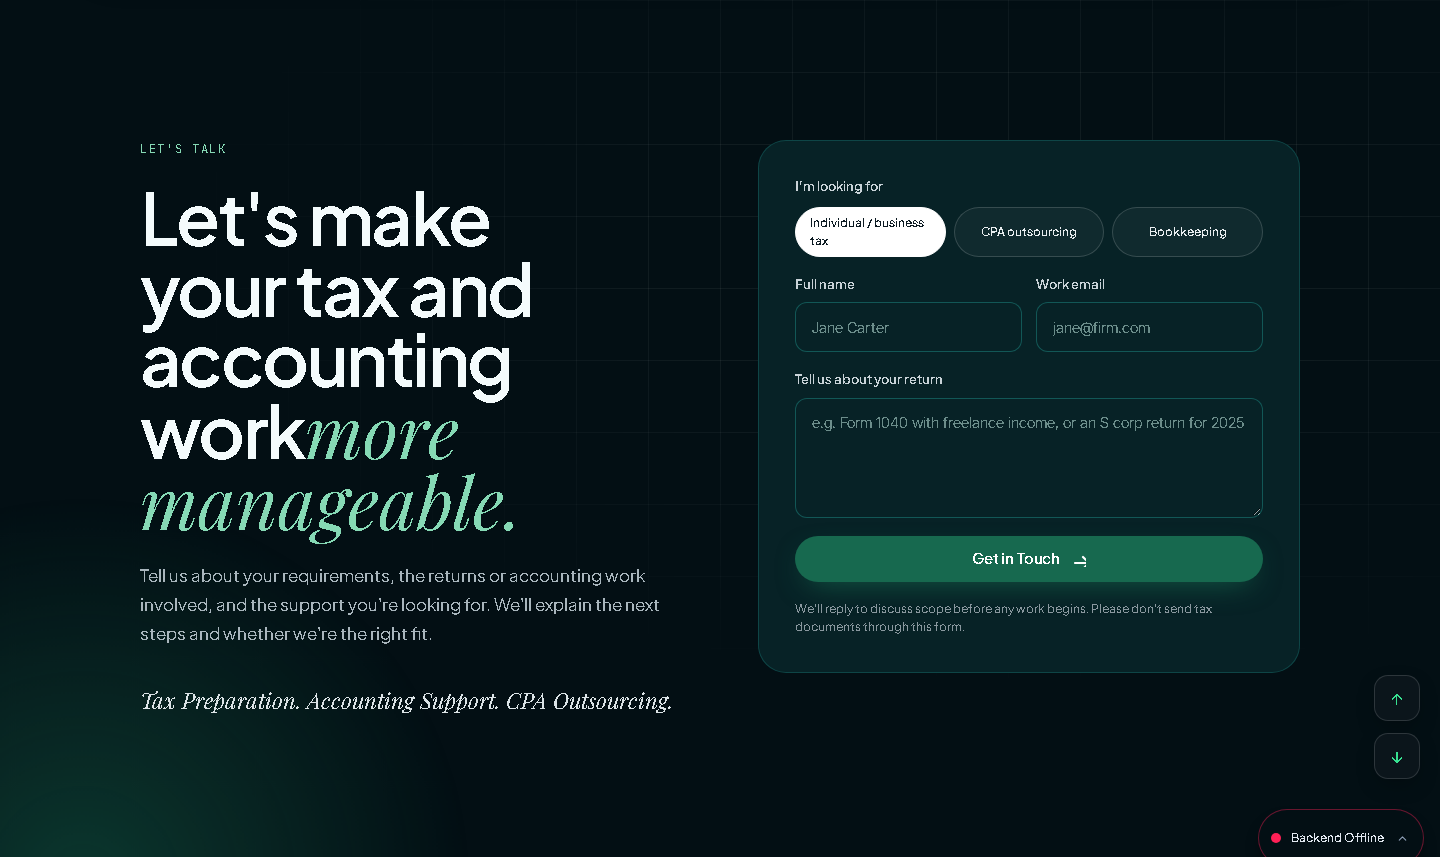 LET'S TALK
Let's make
your tax and
accounting
workmore
manageable.
Tell us about your requirements, the returns or accounting work
involved, and the support you're looking for. We'll explain the next
steps and whether we're the right fit.
Tax Preparation. Accounting Support. CPA Outsourcing.
I'm looking for
Individual / business
tax
CPA outsourcing
Bookkeeping
Full name
Work email
Jane Carter
jane@firm.com
Tell us about your return
e.g. Form 1040 with freelance income, or an S corp return for 2025
Get in Touch
We'll reply to discuss scope before any work begins. Please don't send tax
documents through this form.
Backend Offline